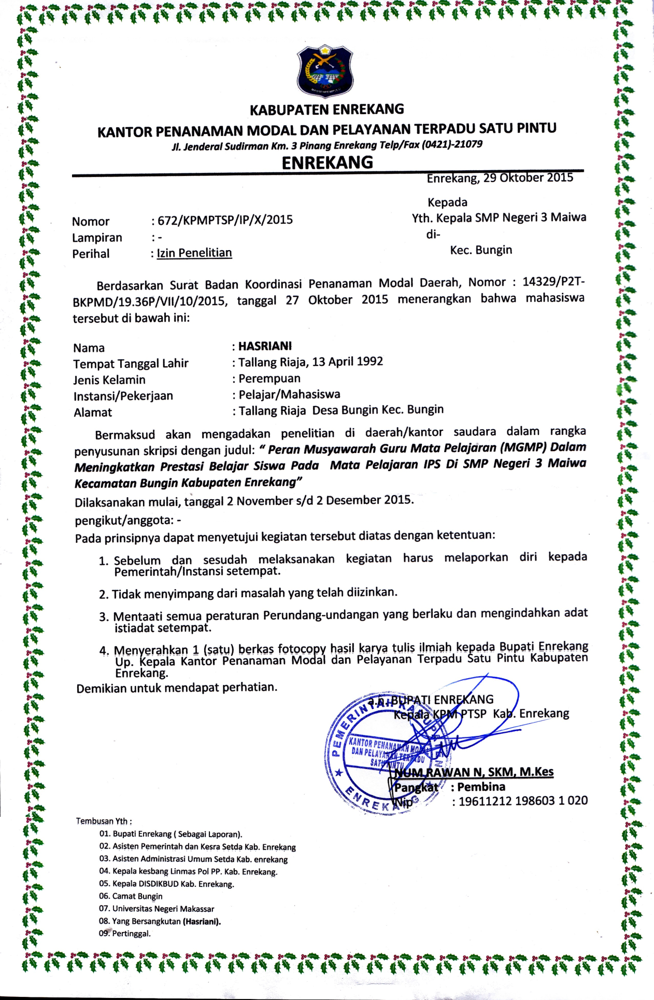 KABUPATEN ENREKANG
KANTOR PENANAMAN MODAL DAN PELAYANAN TERPADU SATU PINTU
Jl. Jenderal Sudirman Km. 3 Pinang Enrekang Telp/Fax (0421)-21079
ENREKANG
Enrekang, 29 Oktober 2015
Kepada
Nomor : 672/KPMPTSP/IP/X/2015 Yth. Kepala SMP Negeri 3 Maiwa
Lampiran : - di-
Perihal : Izin Penelitian Kec. Bungin
Berdasarkan Surat Badan Koordinasi Penanaman Modal Daerah, Nomor : 14329/P2T-
BKPMD/19.36P/VII/10/2015, tanggal 27 Oktober 2015 menerangkan bahwa mahasiswa
tersebut di bawah ini:
Nama : HASRIANI
Tempat Tanggal Lahir : Tallang Riaja, 13 April 1992
Jenis Kelamin : Perempuan
Instansi/Pekerjaan : Pelajar/Mahasiswa
Alamat : Tallang Riaja Desa Bungin Kec. Bungin
Bermaksud akan mengadakan penelitian di daerah/kantor saudara dalam rangka
penyusunan skripsi dengan judul: “ Peran Musyawarah Guru Mata Pelajaran (MGMP) Dalam
Meningkatkan Prestasi Belajar Siswa Pada Mata Pelajaran IPS Di SMP Negeri 3 Maiwa
Kecamatan Bungin Kabupaten Enrekang”
Dilaksanakan mulai, tanggal 2 November s/d 2 Desember 2015.
pengikut/anggota: -
Pada prinsipnya dapat menyetujui kegiatan tersebut diatas dengan ketentuan:
1. Sebelum dan sesudah melaksanakan kegiatan harus melaporkan diri kepada
Pemerintah/Instansi setempat.
2. Tidak menyimpang dari masalah yang telah diizinkan.
3. Mentaati semua peraturan Perundang-undangan yang berlaku dan mengindahkan adat
istiadat setempat.
4. Menyerahkan 1 (satu) berkas fotocopy hasil karya tulis ilmiah kepada Bupati Enrekang
Up. Kepala Kantor Penanaman Modal dan Pelayanan Terpadu Satu Pintu Kabupaten
Enrekang.
Demikian untuk mendapat perhatian.
a.n. BUPATI ENREKANG
Kepala KPM PTSP Kab. Enrekang
PEMERINTAH KABUPATEN
KANTOR PENANAMAN MODAL
DAN PELAYANAN TERPADU
SATU PINTU
ENREKANG
NUM RAWAN N, SKM, M.Kes
Pangkat : Pembina
Nip : 19611212 198603 1 020
Tembusan Yth :
01. Bupati Enrekang ( Sebagai Laporan).
02. Asisten Pemerintah dan Kesra Setda Kab. Enrekang
03. Asisten Administrasi Umum Setda Kab. enrekang
04. Kepala kesbang Linmas Pol PP. Kab. Enrekang.
05. Kepala DISDIKBUD Kab. Enrekang.
06. Camat Bungin
07. Universitas Negeri Makassar
08. Yang Bersangkutan (Hasriani).
09. Pertinggal.